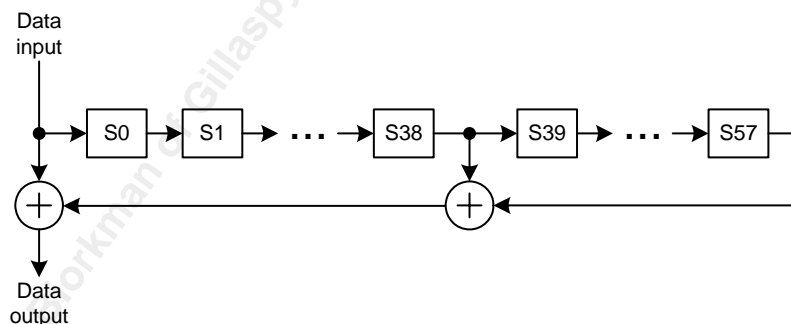 Data
input
S0
S1
...
S38
S39
...
S57
+
+
Data
output